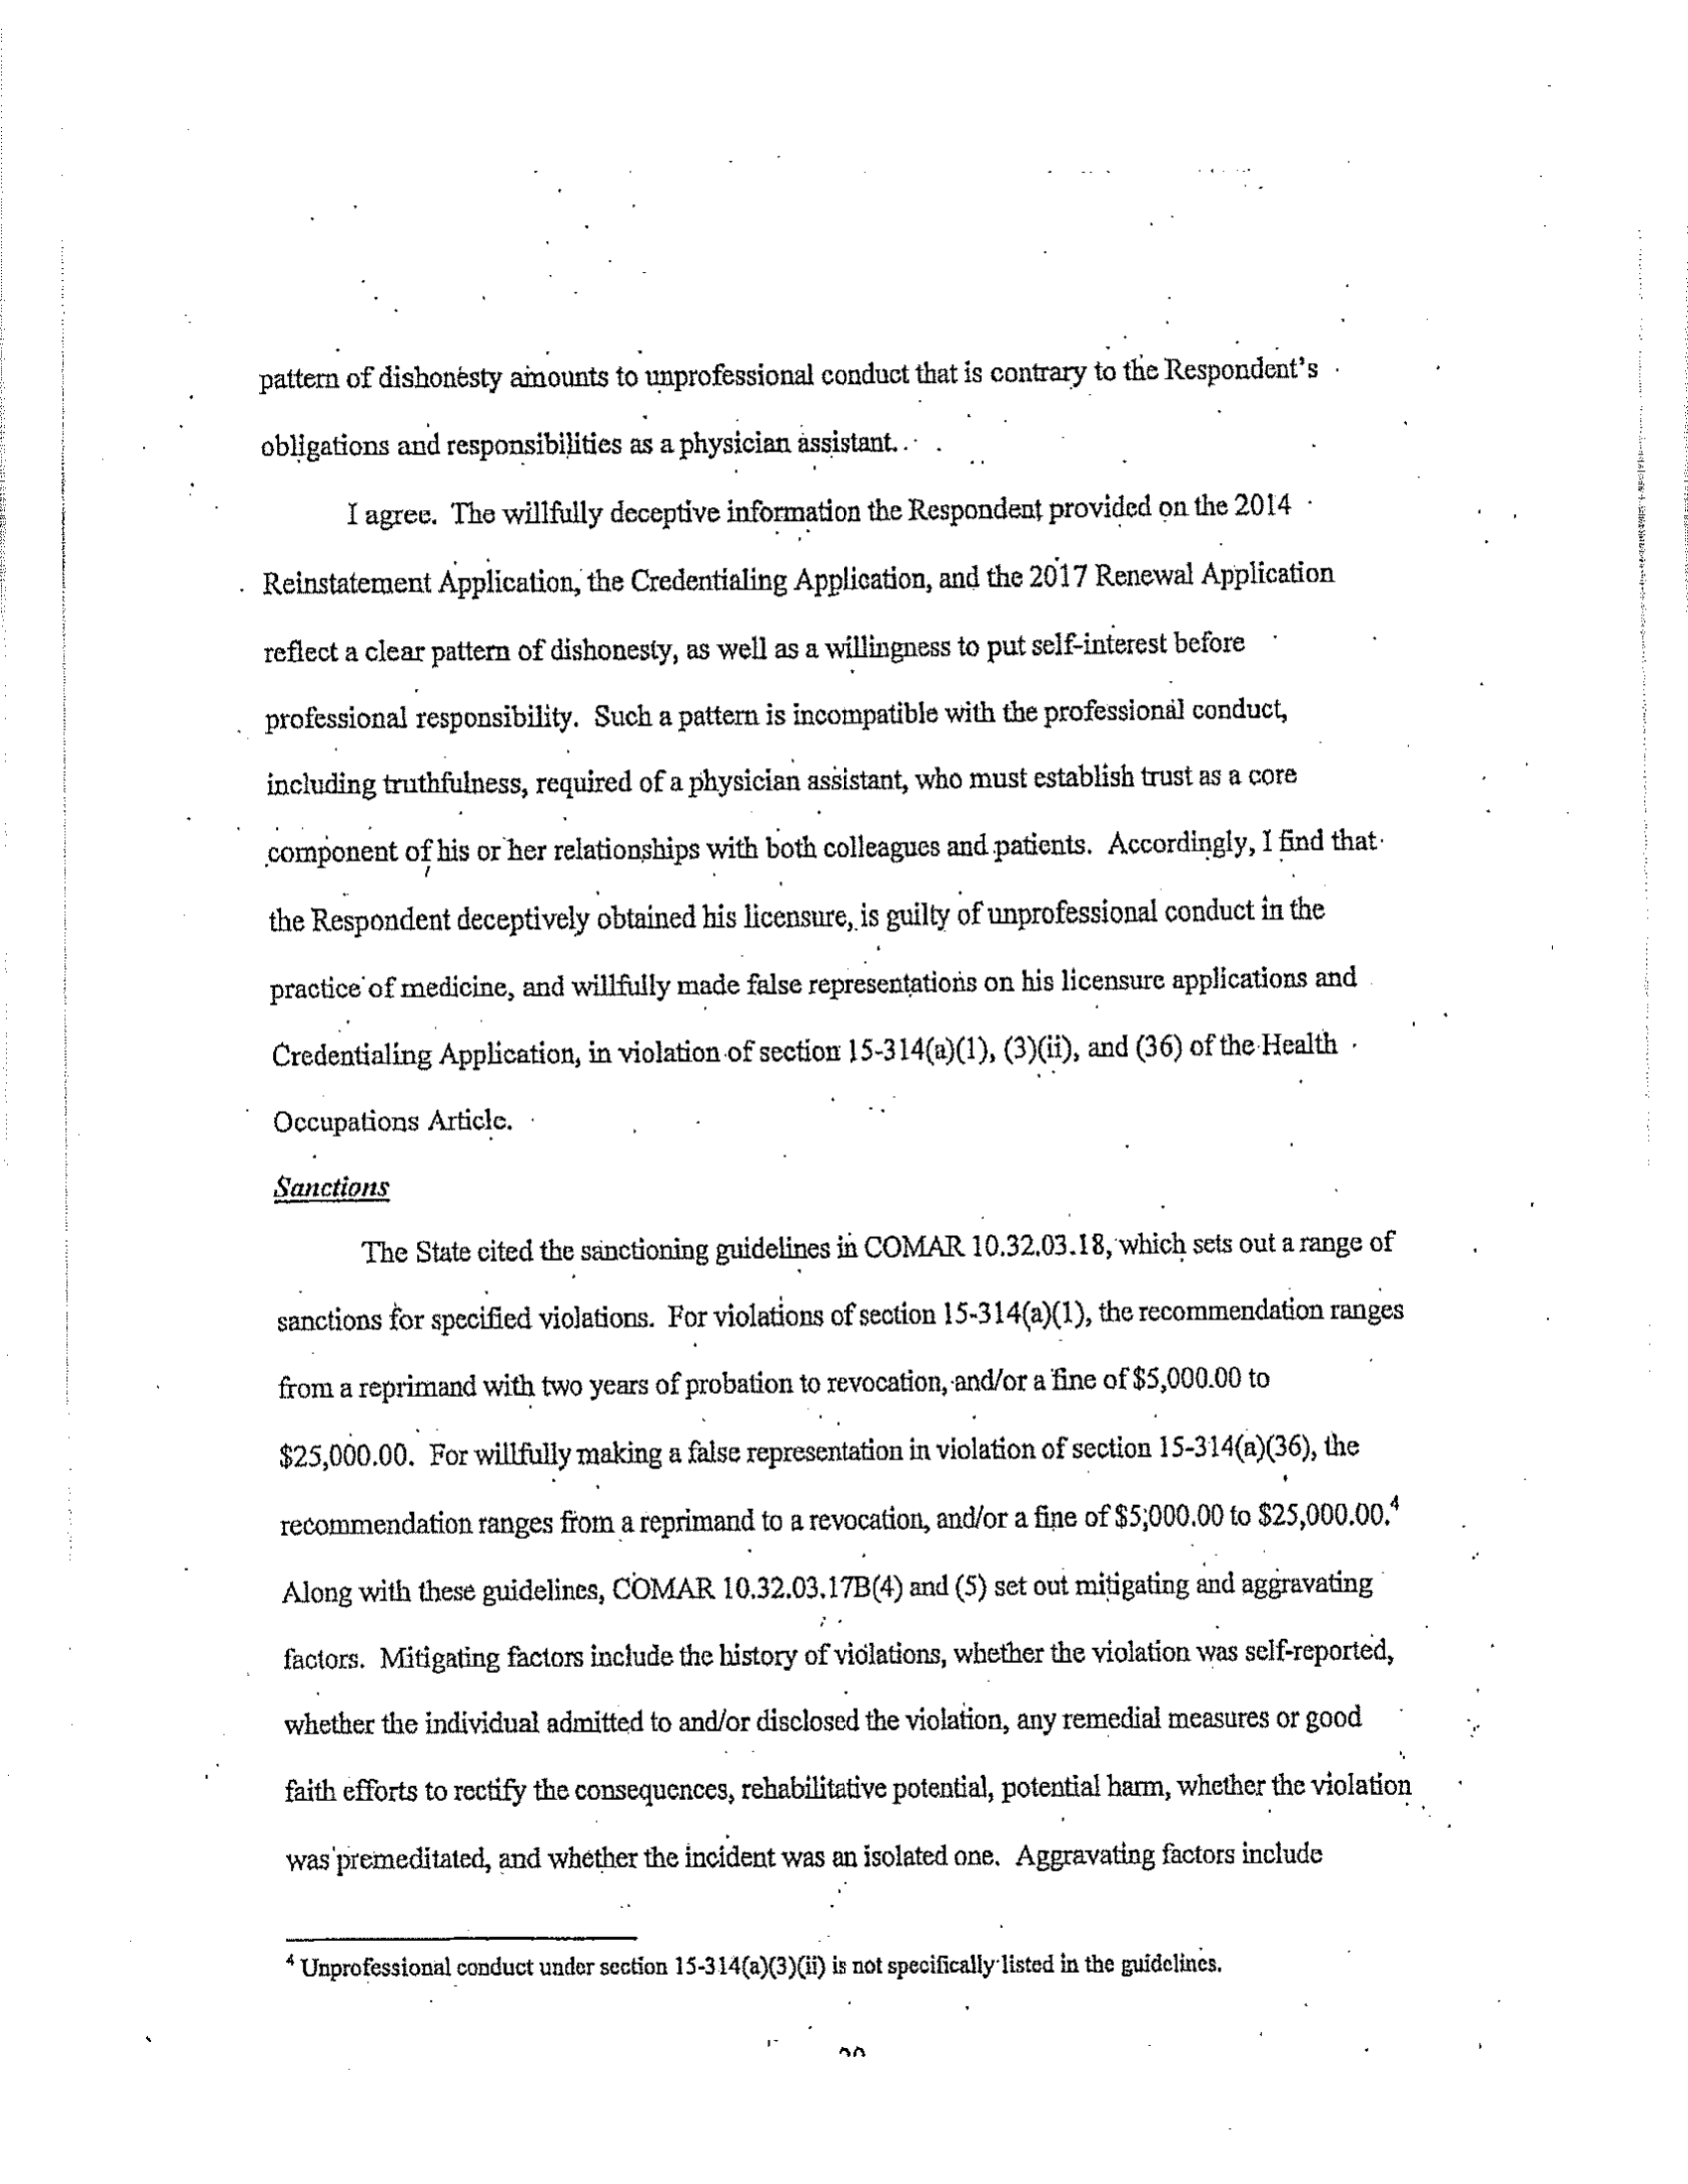 pattern of dishonesty amounts to unprofessional conduct that is contrary to the Respondent's
obligations and responsibilities as a physician assistant.
I agree. The willfully deceptive information the Respondent provided on the 2014
Reinstatement Application, the Credentialing Application, and the 2017 Renewal Application
reflect a clear pattern of dishonesty, as well as a willingness to put self-interest before
professional responsibility. Such a pattern is incompatible with the professional conduct,
including truthfulness, required of a physician assistant, who must establish trust as a core
component of his or her relationships with both colleagues and patients. Accordingly, I find that
the Respondent deceptively obtained his licensure, is guilty of unprofessional conduct in the
practice of medicine, and willfully made false representations on his licensure applications and
Credentialing Application, in violation of section 15-314(a)(1), (3)(ii), and (36) of the Health
Occupations Article.
Sanctions
The State cited the sanctioning guidelines in COMAR 10.32.03.18, which sets out a range of
sanctions for specified violations. For violations of section 15-314(a)(1), the recommendation ranges
from a reprimand with two years of probation to revocation, and/or a fine of $5,000.00 to
$25,000.00. For willfully making a false representation in violation of section 15-314(a)(36), the
recommendation ranges from a reprimand to a revocation, and/or a fine of $5,000.00 to $25,000.00.4
Along with these guidelines, COMAR 10.32.03.17B(4) and (5) set out mitigating and aggravating
factors. Mitigating factors include the history of violations, whether the violation was self-reported,
whether the individual admitted to and/or disclosed the violation, any remedial measures or good
faith efforts to rectify the consequences, rehabilitative potential, potential harm, whether the violation
was premeditated, and whether the incident was an isolated one. Aggravating factors include
4 Unprofessional conduct under section 15-314(a)(3)(ii) is not specifically listed in the guidelines.